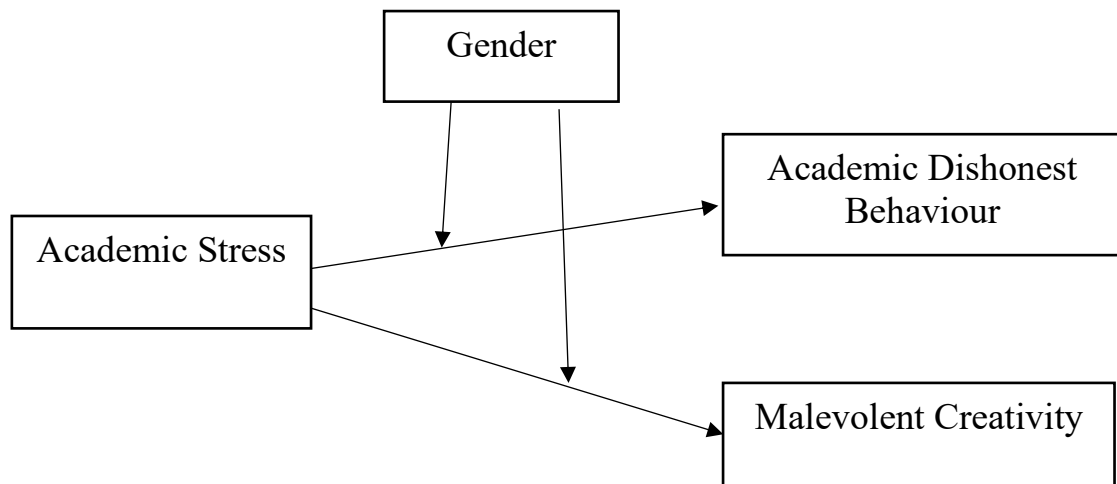 Gender
Academic Dishonest
Behaviour
Academic Stress
Malevolent Creativity